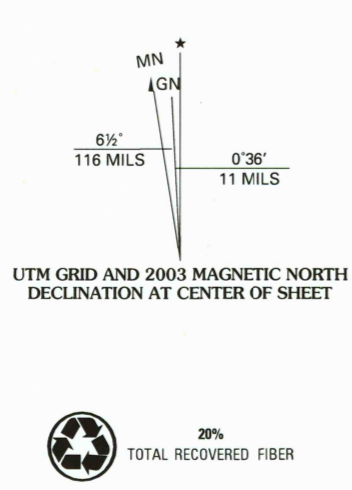 ★
MN
GN
6½°
116 MILS
0°36′
11 MILS
UTM GRID AND 2003 MAGNETIC NORTH
DECLINATION AT CENTER OF SHEET
20%
TOTAL RECOVERED FIBER